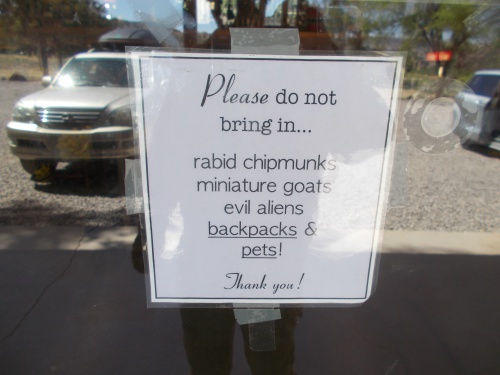 Please do not
bring in...
rabid chipmunks
miniature goats
evil aliens
backpacks &
pets!
Thank you!